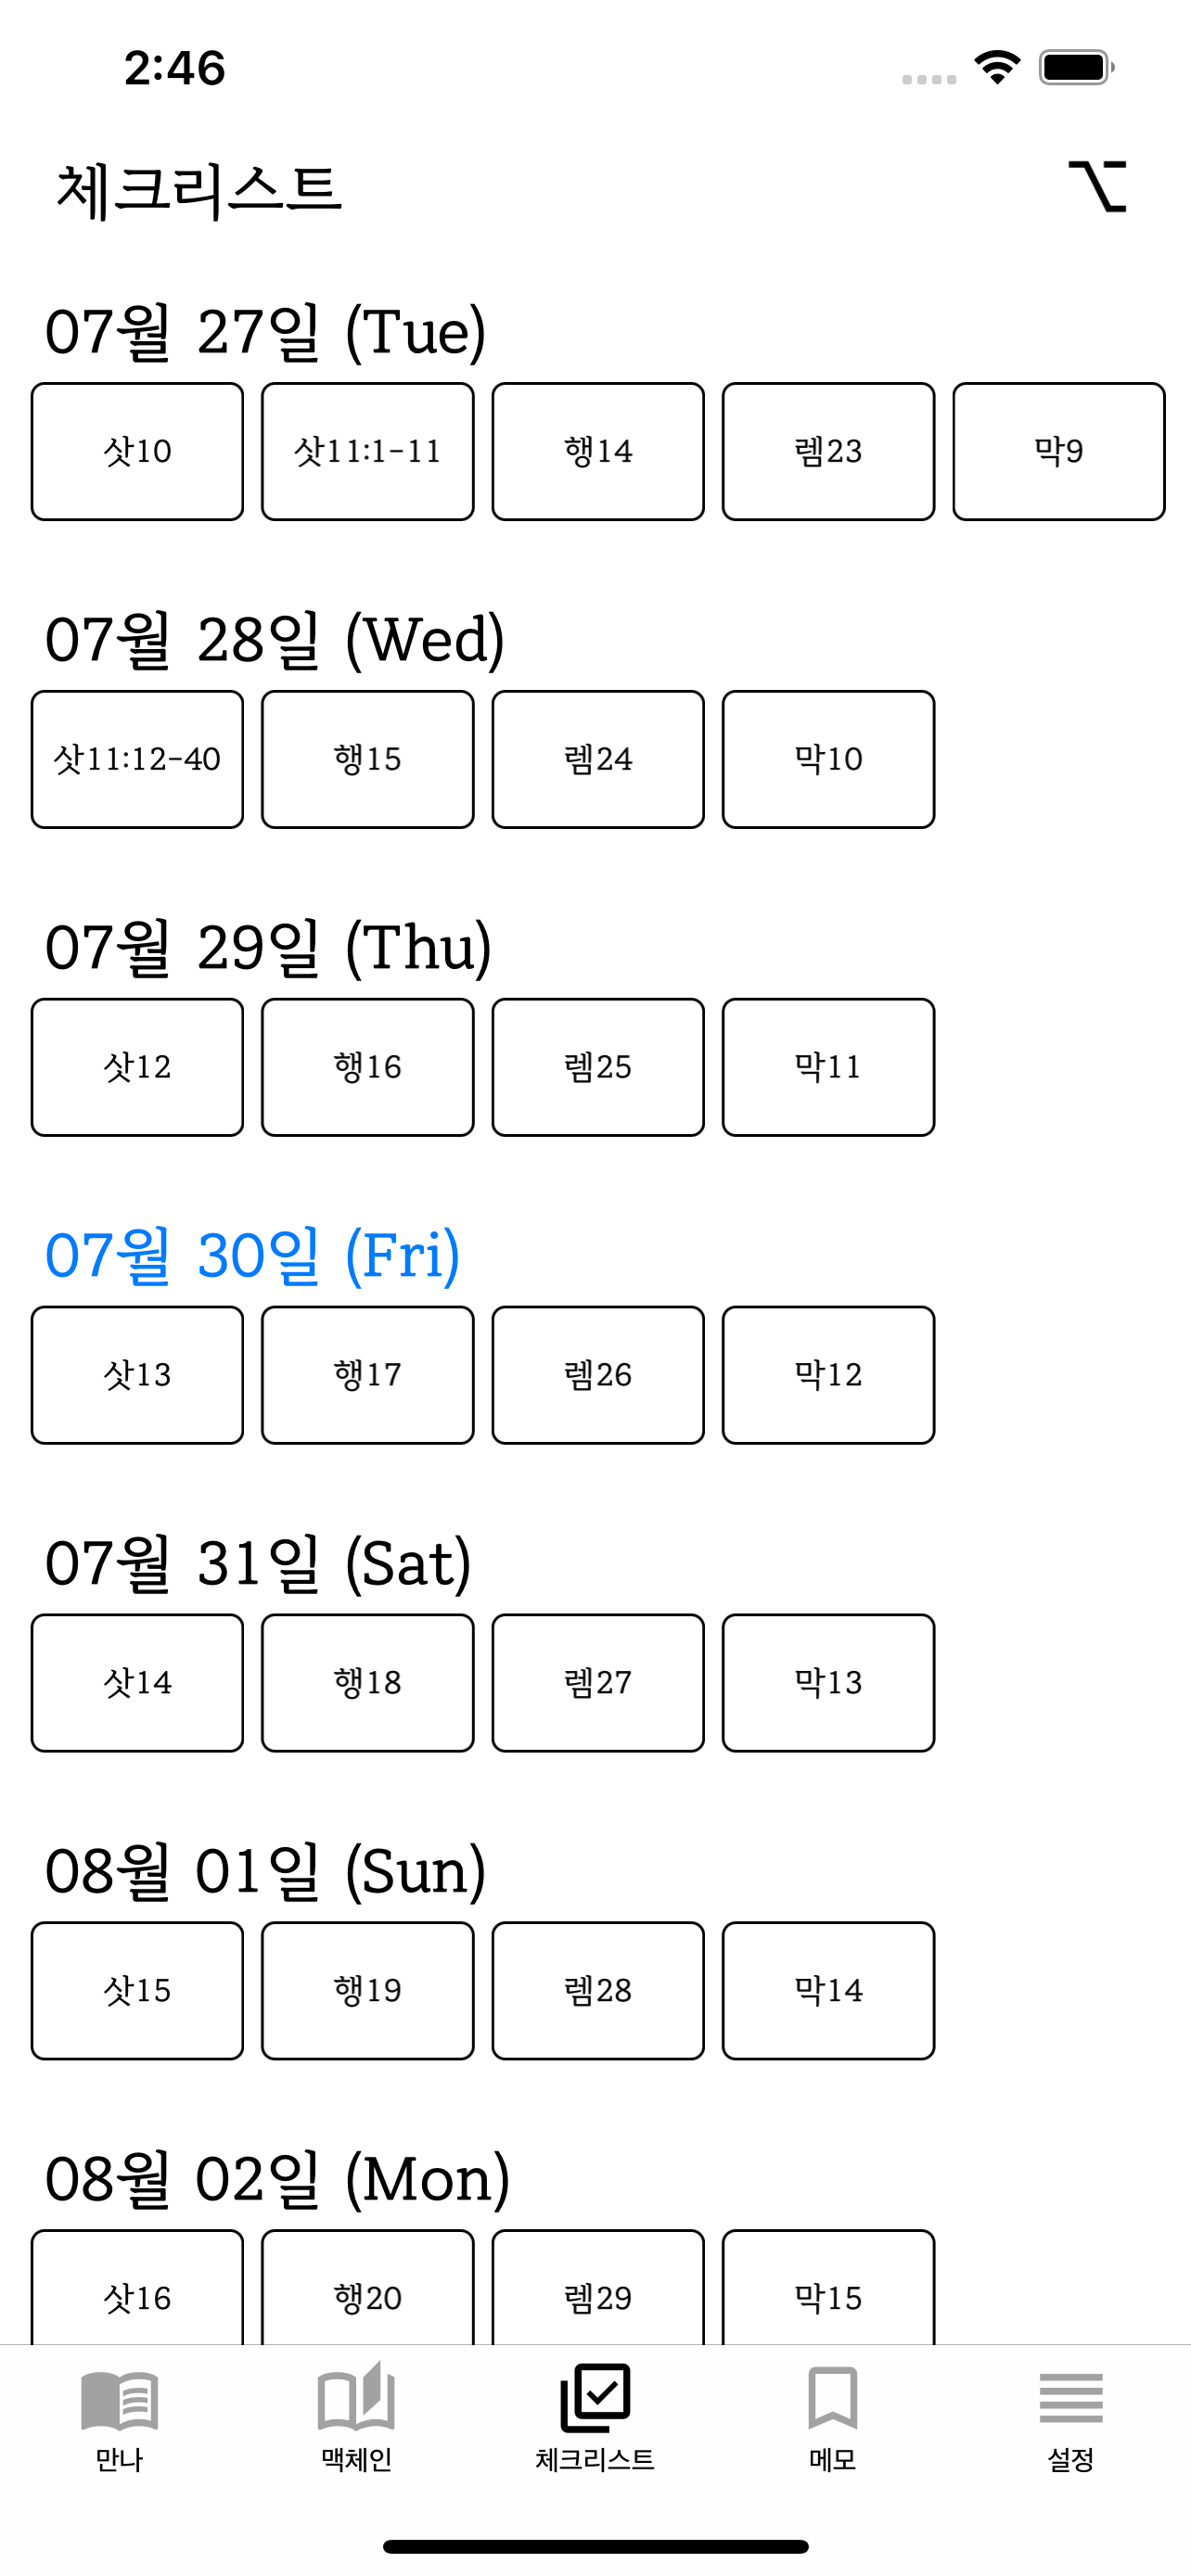 2:46
체크리스트
07월 27일 (Tue)
삿10 삿11:1-11 행14 렘23 막9
07월 28일 (Wed)
삿11:12-40 행15 렘24 막10
07월 29일 (Thu)
삿12 행16 렘25 막11
07월 30일 (Fri)
삿13 행17 렘26 막12
07월 31일 (Sat)
삿14 행18 렘27 막13
08월 01일 (Sun)
삿15 행19 렘28 막14
08월 02일 (Mon)
삿16 행20 렘29 막15
만나 맥체인 체크리스트 메모 설정